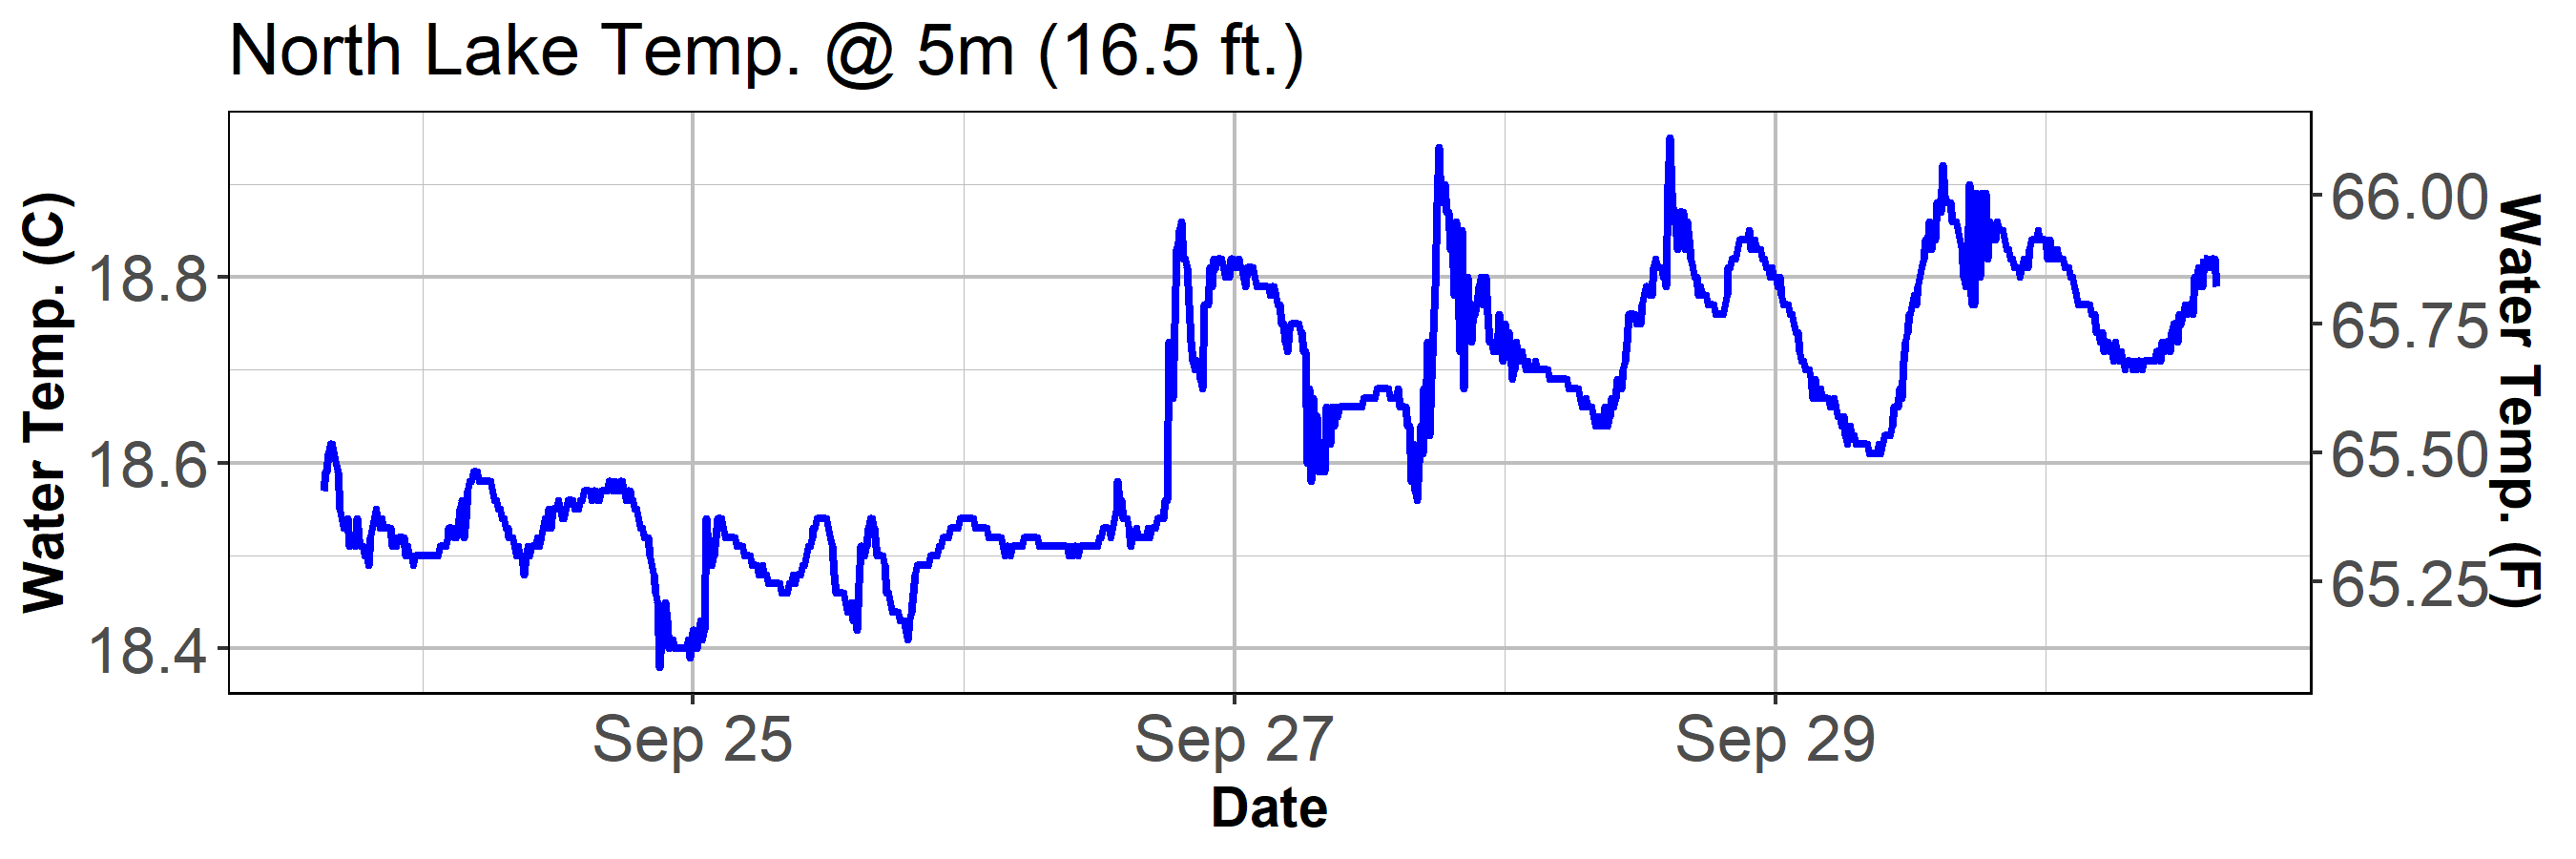 North Lake Temp. @ 5m (16.5 ft.)
Water Temp. (C)
18.8
18.6
18.4
66.00
65.75
65.50
65.25
Water Temp. (F)
Sep 25 Sep 27 Sep 29
Date